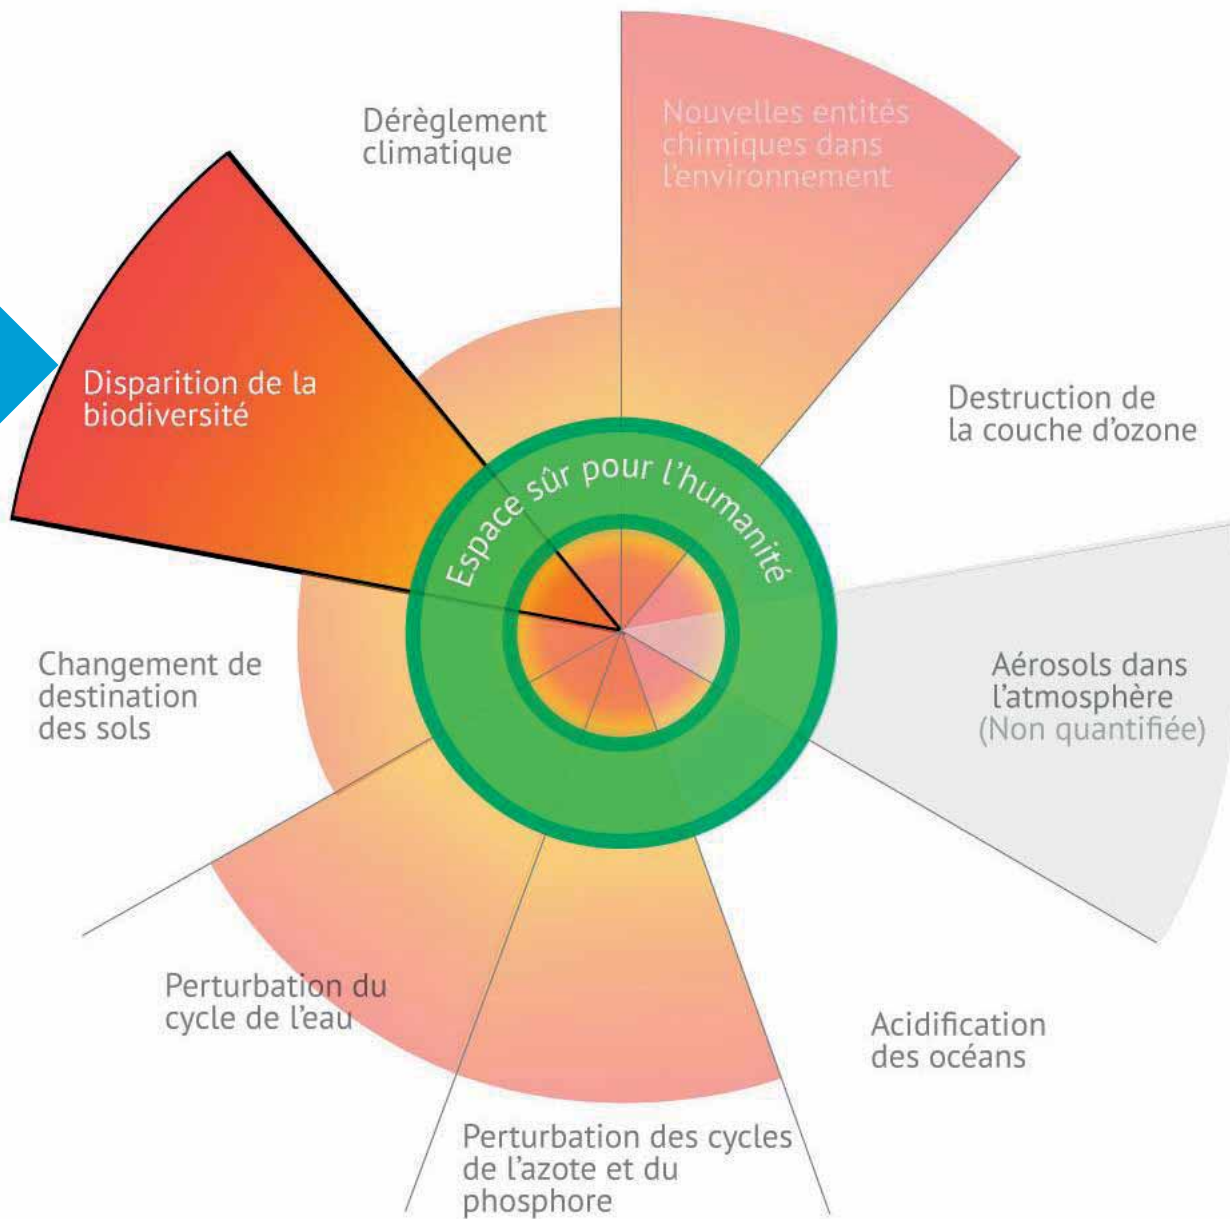 Dérèglement
climatique
Nouvelles entités
chimiques dans
l'environnement
Disparition de la
biodiversité
Destruction de
la couche d'ozone
Espace sûr pour l'humanité
Changement de
destination
des sols
Aérosols dans
l'atmosphère
(Non quantifiée)
Perturbation du
cycle de l'eau
Acidification
des océans
Perturbation des cycles
de l'azote et du
phosphore